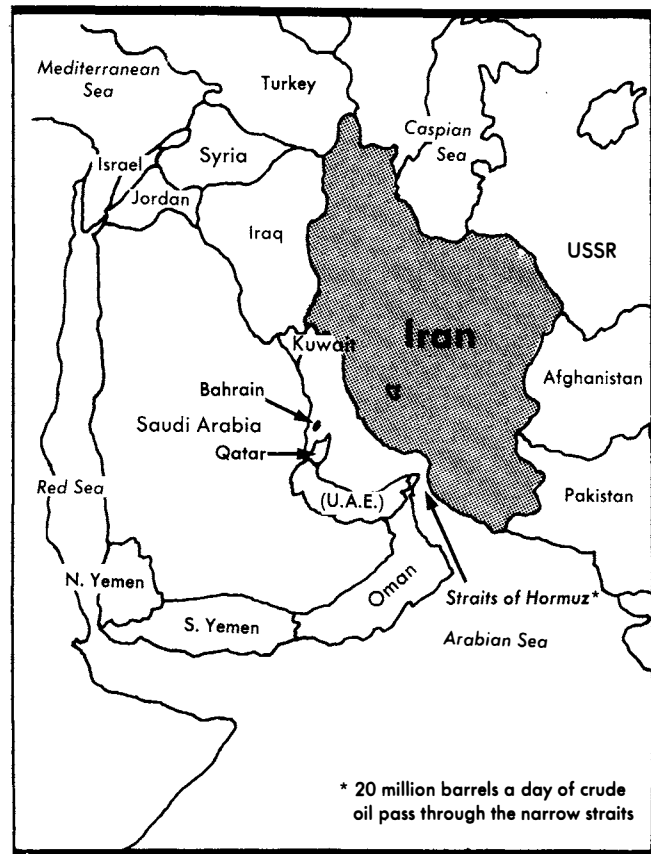 Mediterranean
Sea
Turkey
Caspian
Sea
Syria
Israel
Jordan
Iraq
USSR
Iran
Kuwait
Afghanistan
Bahrain
Saudi Arabia
Qatar
Red Sea
(U.A.E.)
Pakistan
N. Yemen
Oman
Straits of Hormuz*
S. Yemen
Arabian Sea
* 20 million barrels a day of crude
oil pass through the narrow straits